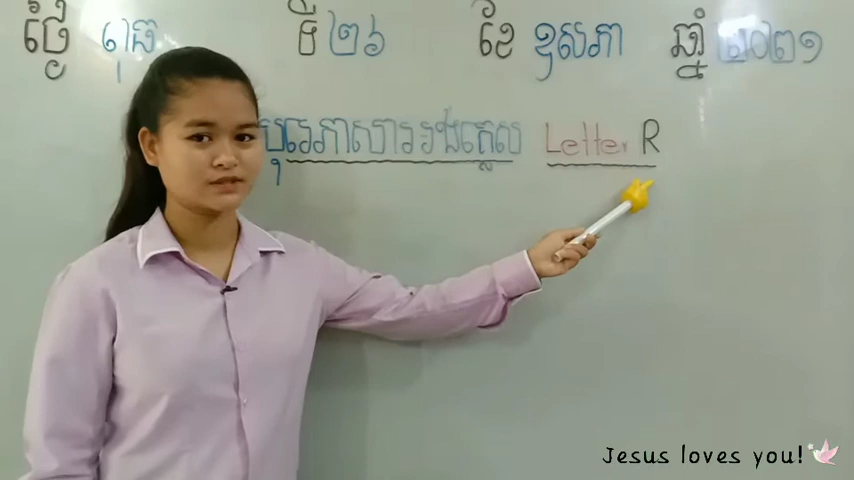 ថ្ងៃ ពុធ ទី ២៦ ខែ ឧសភា ឆ្នាំ ២០២១
ភាសារអង់គ្លេស Letter R
Jesus loves you!